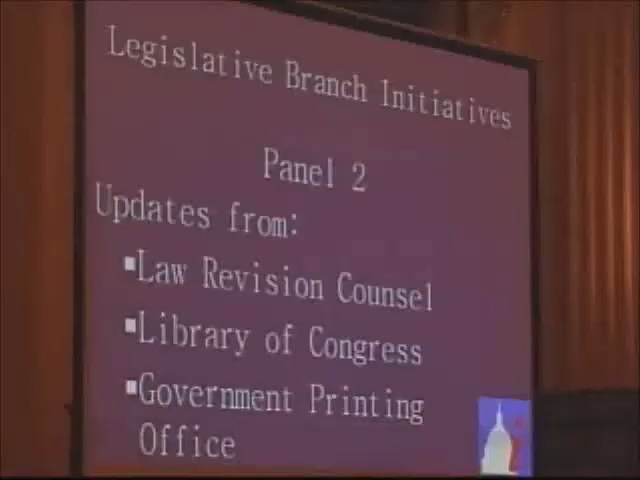 Legislative Branch Initiatives
Panel 2
Updates from:
▪Law Revision Counsel
▪Library of Congress
▪Government Printing
Office
i